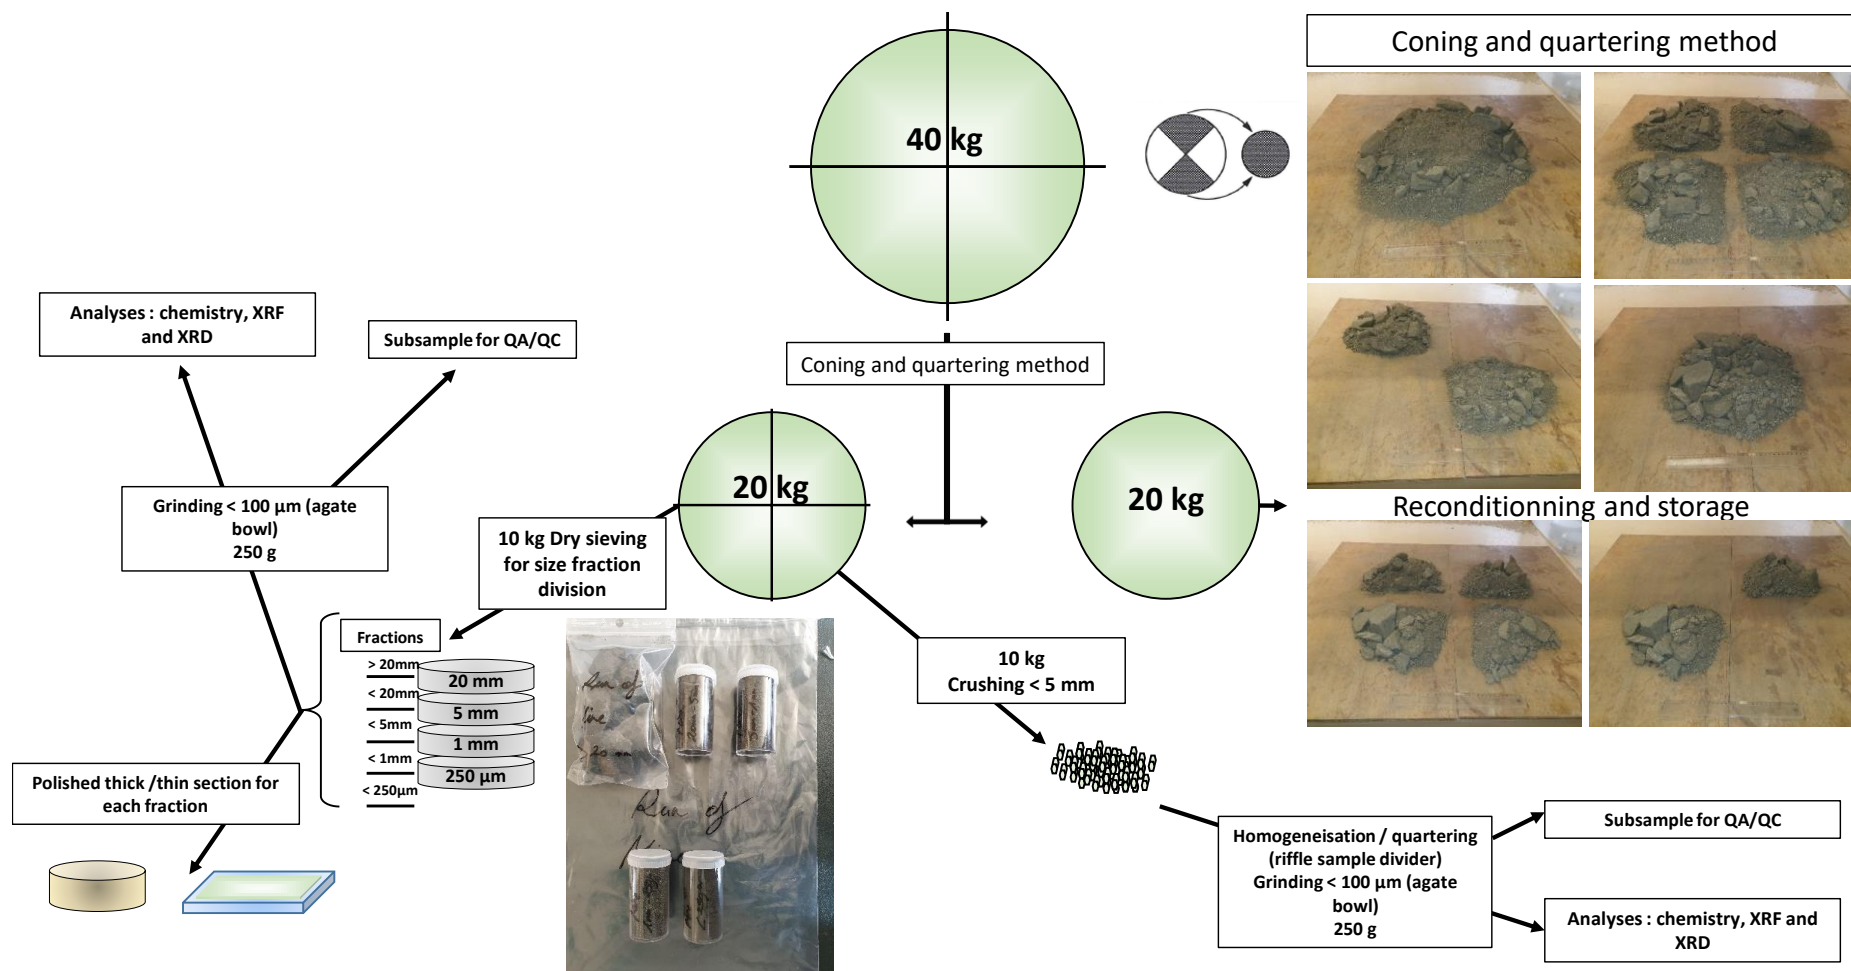 Coning and quartering method
40 kg
Analyses : chemistry, XRF
and XRD
Subsample for QA/QC
Coning and quartering method
20 kg
20 kg
Reconditionning and storage
Grinding < 100 µm (agate
bowl)
250 g
10 kg Dry sieving
for size fraction
division
Fractions
> 20mm
20 mm
< 20mm
5 mm
< 5mm
1 mm
< 1mm
250 µm
< 250µm
10 kg
Crushing < 5 mm
Polished thick /thin section for
each fraction
Run of
Run of
Homogeneisation / quartering
(riffle sample divider)
Grinding < 100 µm (agate
bowl)
250 g
Subsample for QA/QC
Analyses : chemistry, XRF and
XRD